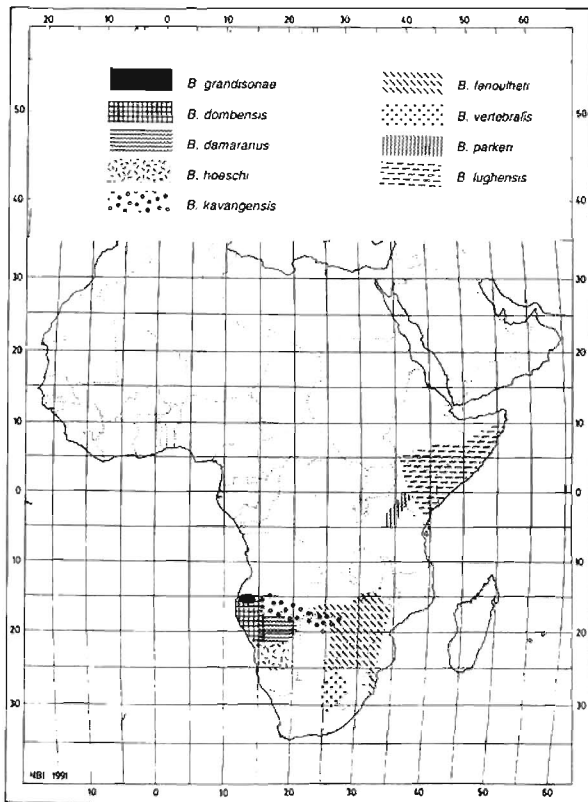 20 10 0 10 20 30 40 50 60
B grandisonae
B. dombensis
B. damaranus
B. hoeschi
B. kavangensis
B. fenoulheti
B. vertebralis
B. parkeri
B. lughensis
50 50
40 40
30 30
20 20
10 10
0 0
10 10
20 20
30 30
1991
10 0 10 20 30 40 50 60